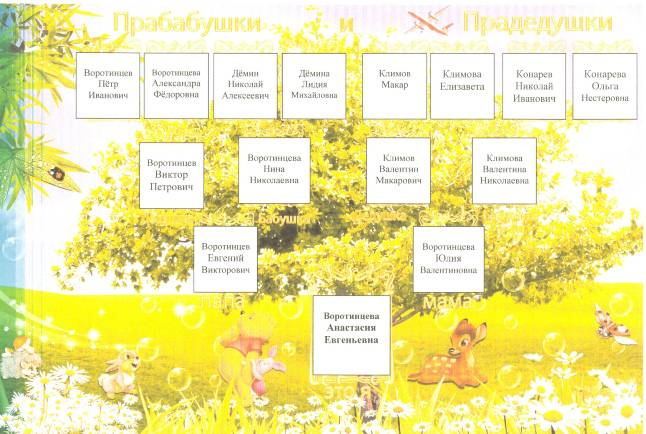 Прабабушки и Прадедушки
Воротинцев
Пётр
Иванович
Воротинцева
Александра
Фёдоровна
Дёмин
Николай
Алексеевич
Дёмина
Лидия
Михайловна
Климов
Макар
Климова
Елизавета
Конарев
Николай
Иванович
Конарева
Ольга
Нестеровна
Воротинцев
Виктор
Петрович
Воротинцева
Нина
Николаевна
Климов
Валентин
Макарович
Климова
Валентина
Николаевна
Бабушка
Воротинцев
Евгений
Викторович
Воротинцева
Юлия
Валентиновна
папа
мама
Воротинцева
Анастасия
Евгеньевна
ЭТО Я